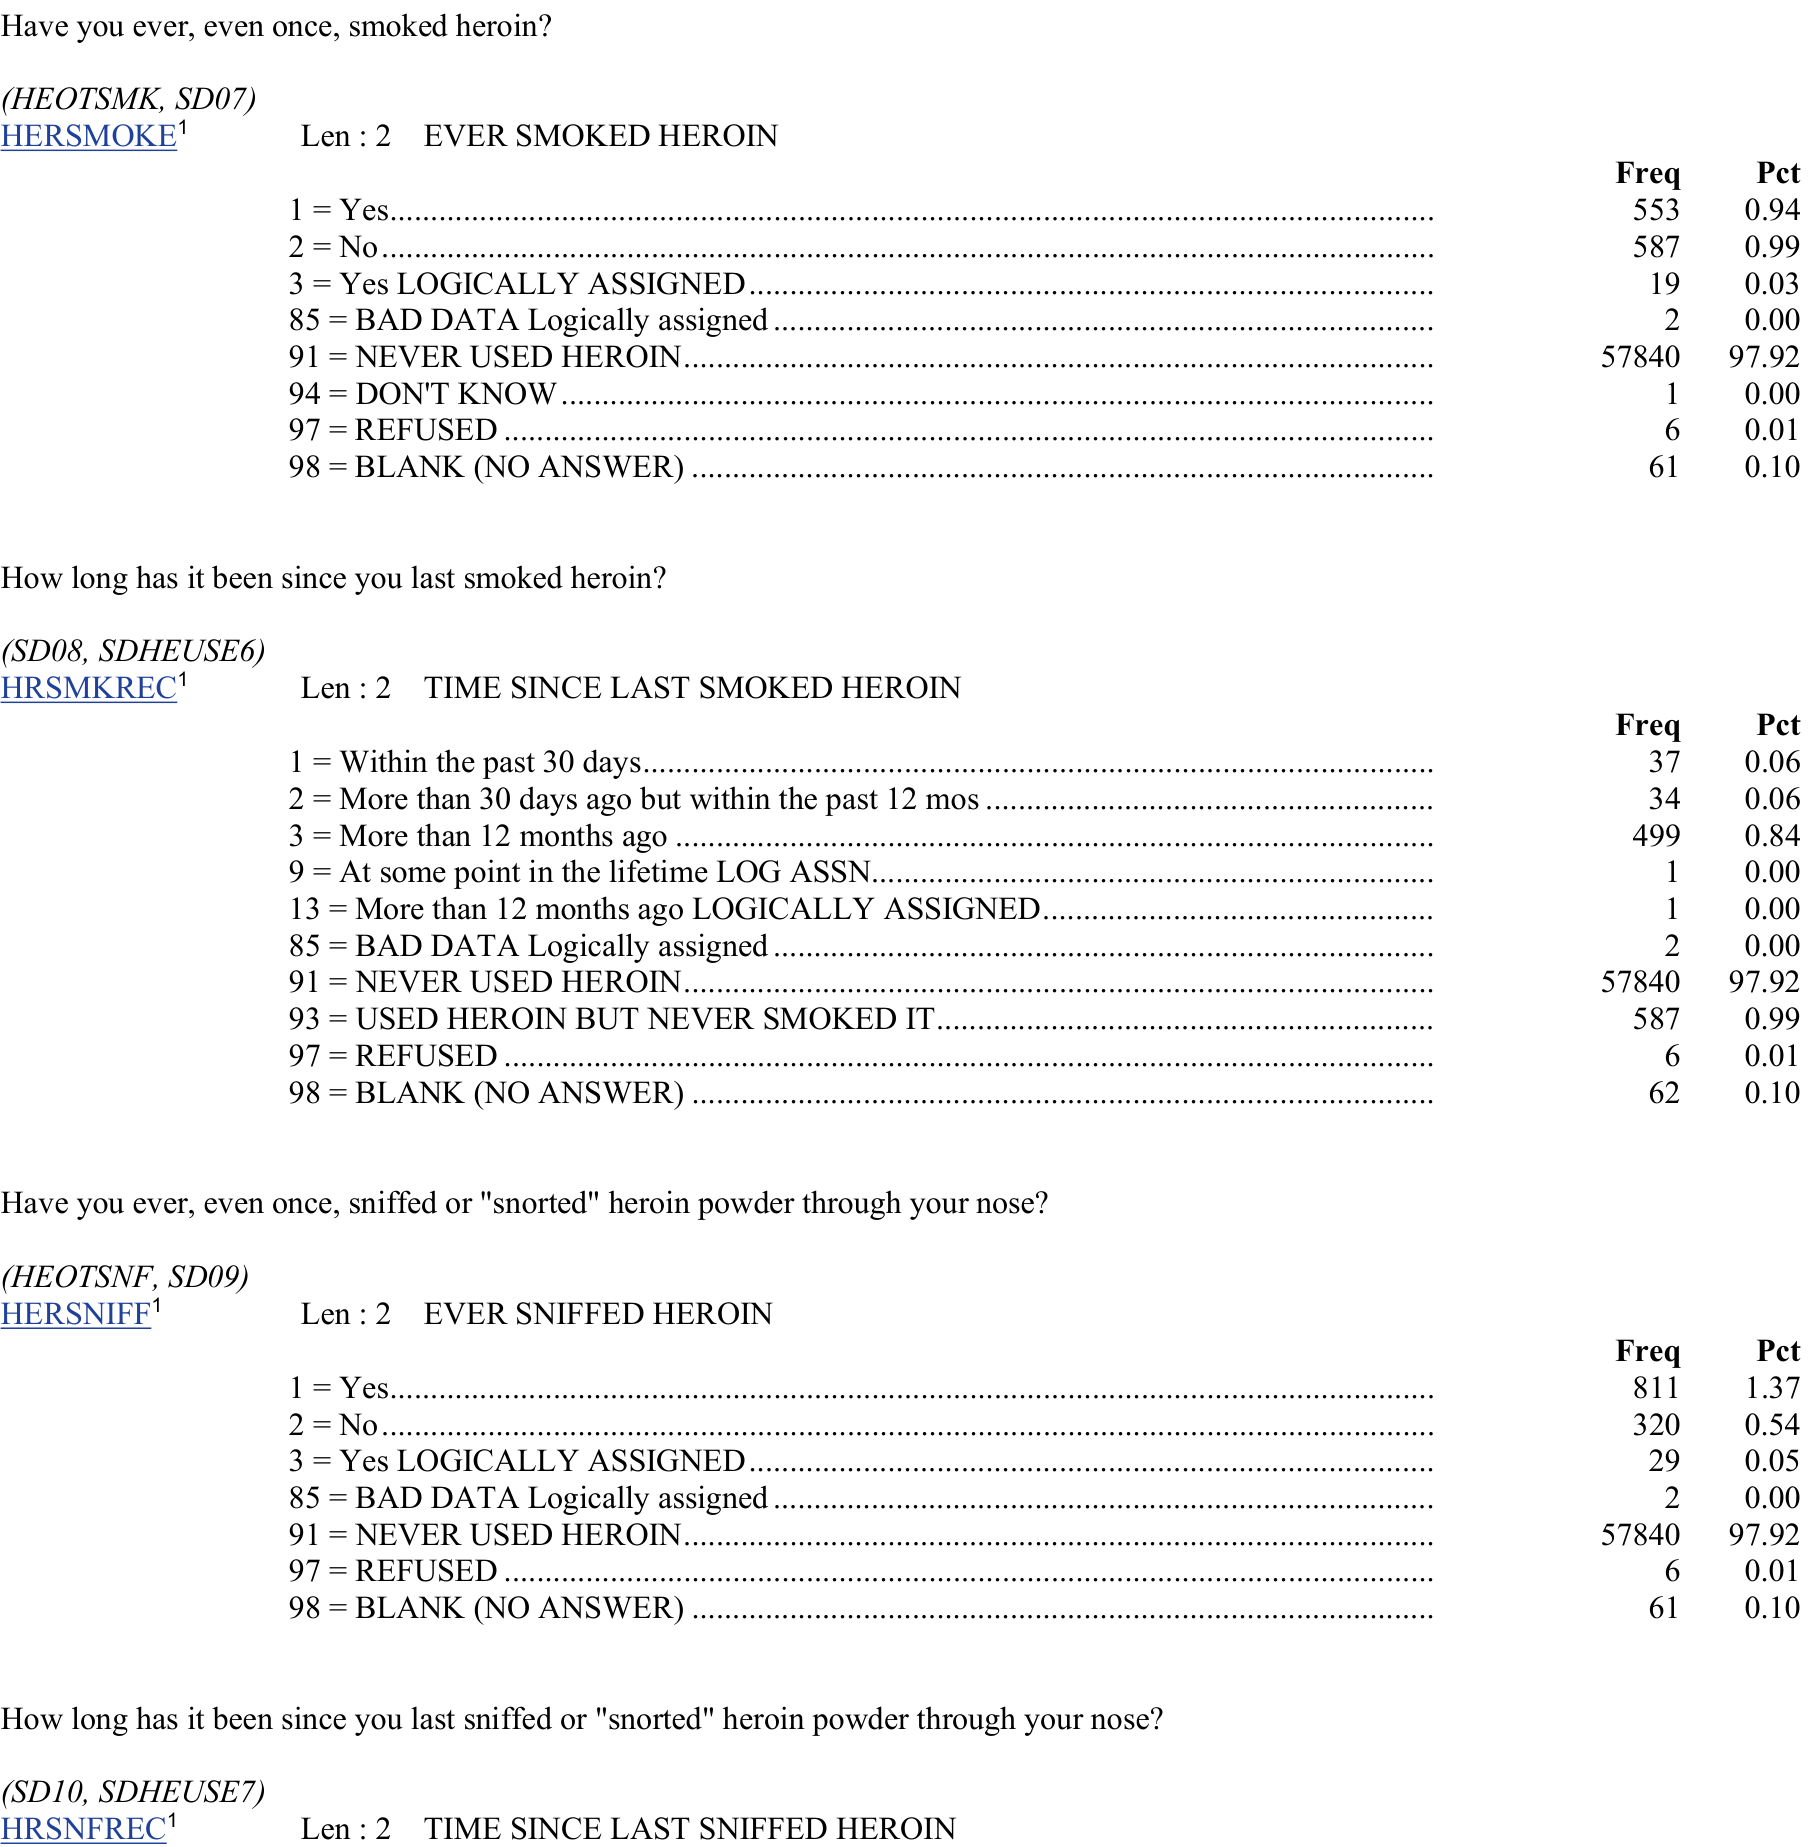 Have you ever, even once, smoked heroin?
(HEOTSMK, SD07)
HERSMOKE¹ Len : 2 EVER SMOKED HEROIN
Freq Pct
1 = Yes.......... 553 0.94
2 = No.......... 587 0.99
3 = Yes LOGICALLY ASSIGNED.......... 19 0.03
85 = BAD DATA Logically assigned.......... 2 0.00
91 = NEVER USED HEROIN.......... 57840 97.92
94 = DON'T KNOW.......... 1 0.00
97 = REFUSED.......... 6 0.01
98 = BLANK (NO ANSWER).......... 61 0.10
How long has it been since you last smoked heroin?
(SD08, SDHEUSE6)
HRSMKREC¹ Len : 2 TIME SINCE LAST SMOKED HEROIN
Freq Pct
1 = Within the past 30 days.......... 37 0.06
2 = More than 30 days ago but within the past 12 mos.......... 34 0.06
3 = More than 12 months ago.......... 499 0.84
9 = At some point in the lifetime LOG ASSN.......... 1 0.00
13 = More than 12 months ago LOGICALLY ASSIGNED.......... 1 0.00
85 = BAD DATA Logically assigned.......... 2 0.00
91 = NEVER USED HEROIN.......... 57840 97.92
93 = USED HEROIN BUT NEVER SMOKED IT.......... 587 0.99
97 = REFUSED.......... 6 0.01
98 = BLANK (NO ANSWER).......... 62 0.10
Have you ever, even once, sniffed or "snorted" heroin powder through your nose?
(HEOTSNF, SD09)
HERSNIFF¹ Len : 2 EVER SNIFFED HEROIN
Freq Pct
1 = Yes.......... 811 1.37
2 = No.......... 320 0.54
3 = Yes LOGICALLY ASSIGNED.......... 29 0.05
85 = BAD DATA Logically assigned.......... 2 0.00
91 = NEVER USED HEROIN.......... 57840 97.92
97 = REFUSED.......... 6 0.01
98 = BLANK (NO ANSWER).......... 61 0.10
How long has it been since you last sniffed or "snorted" heroin powder through your nose?
(SD10, SDHEUSE7)
HRSNFREC¹ Len : 2 TIME SINCE LAST SNIFFED HEROIN